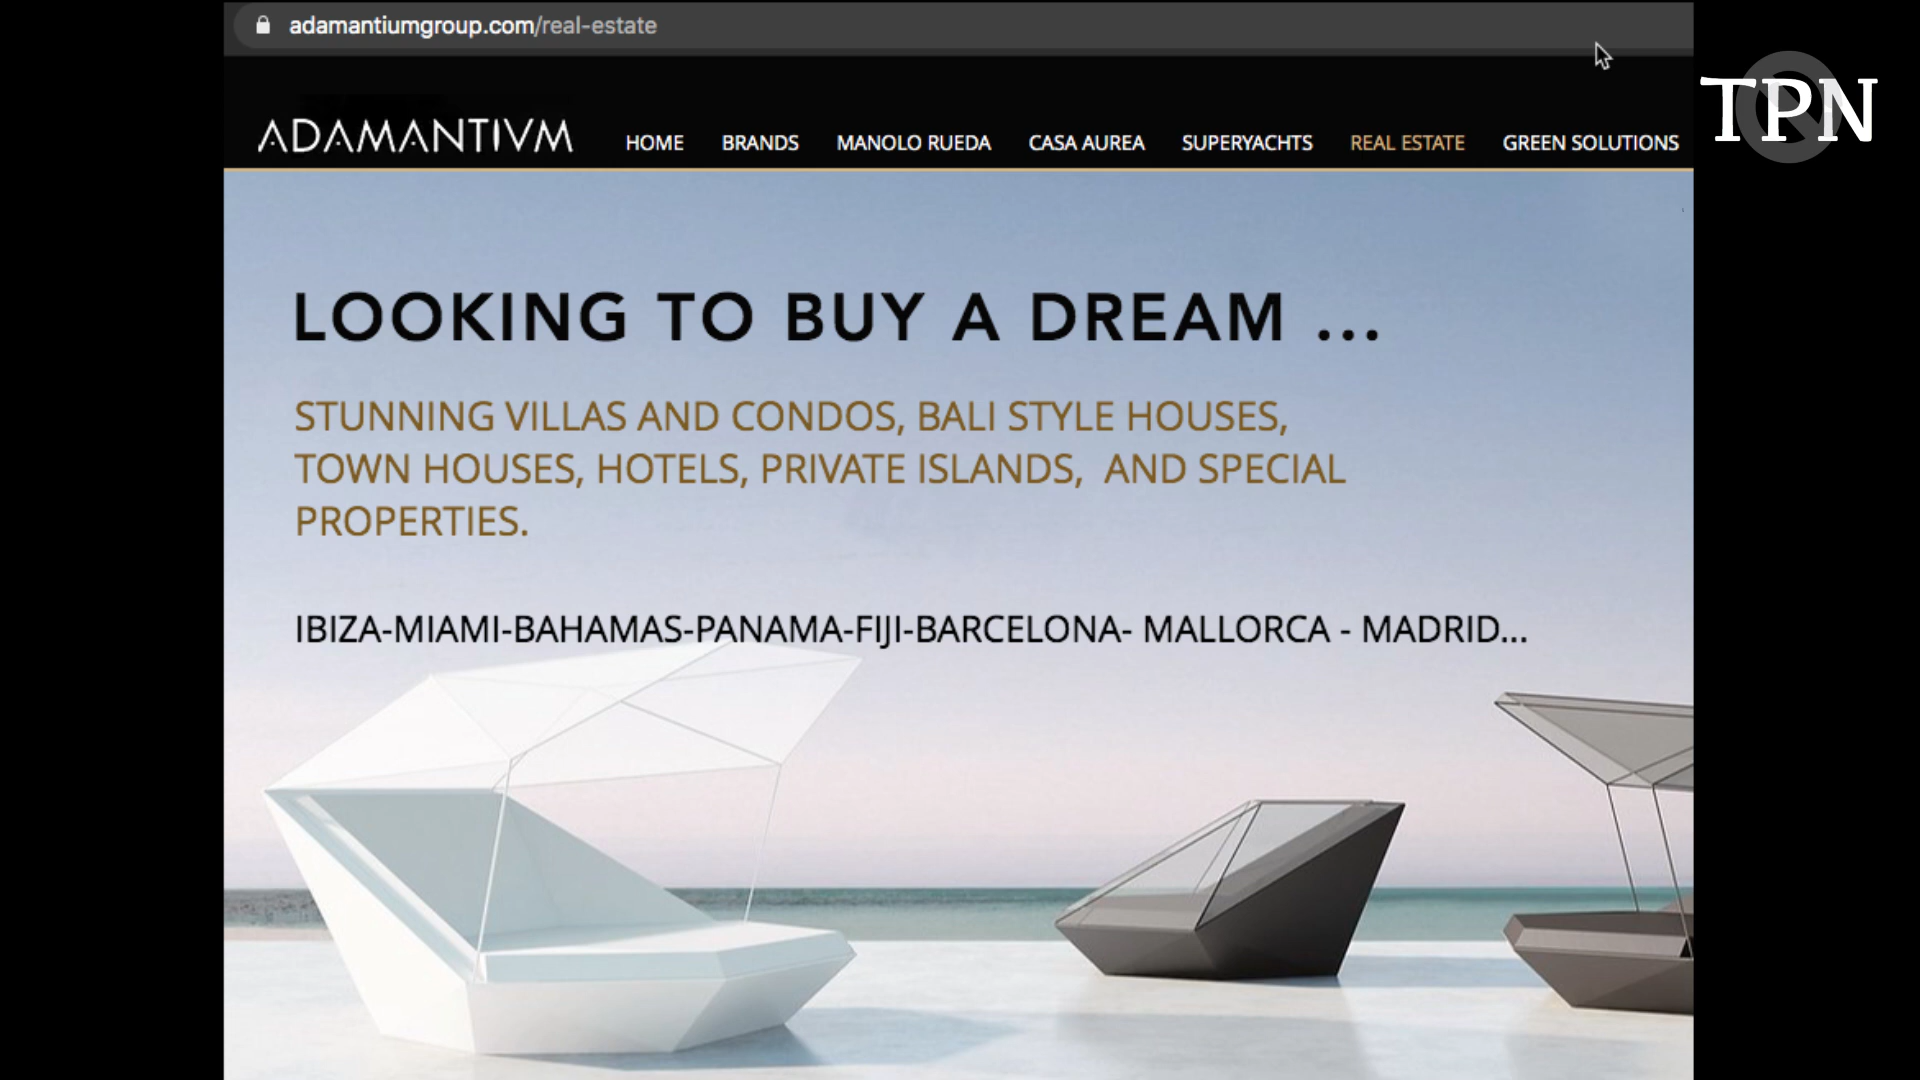 adamantiumgroup.com/real-estate
TPN
ADAMANTIVM
HOME BRANDS MANOLO RUEDA CASA AUREA SUPERYACHTS REAL ESTATE GREEN SOLUTIONS
LOOKING TO BUY A DREAM ...
STUNNING VILLAS AND CONDOS, BALI STYLE HOUSES,
TOWN HOUSES, HOTELS, PRIVATE ISLANDS, AND SPECIAL
PROPERTIES.
IBIZA-MIAMI-BAHAMAS-PANAMA-FIJI-BARCELONA- MALLORCA - MADRID...